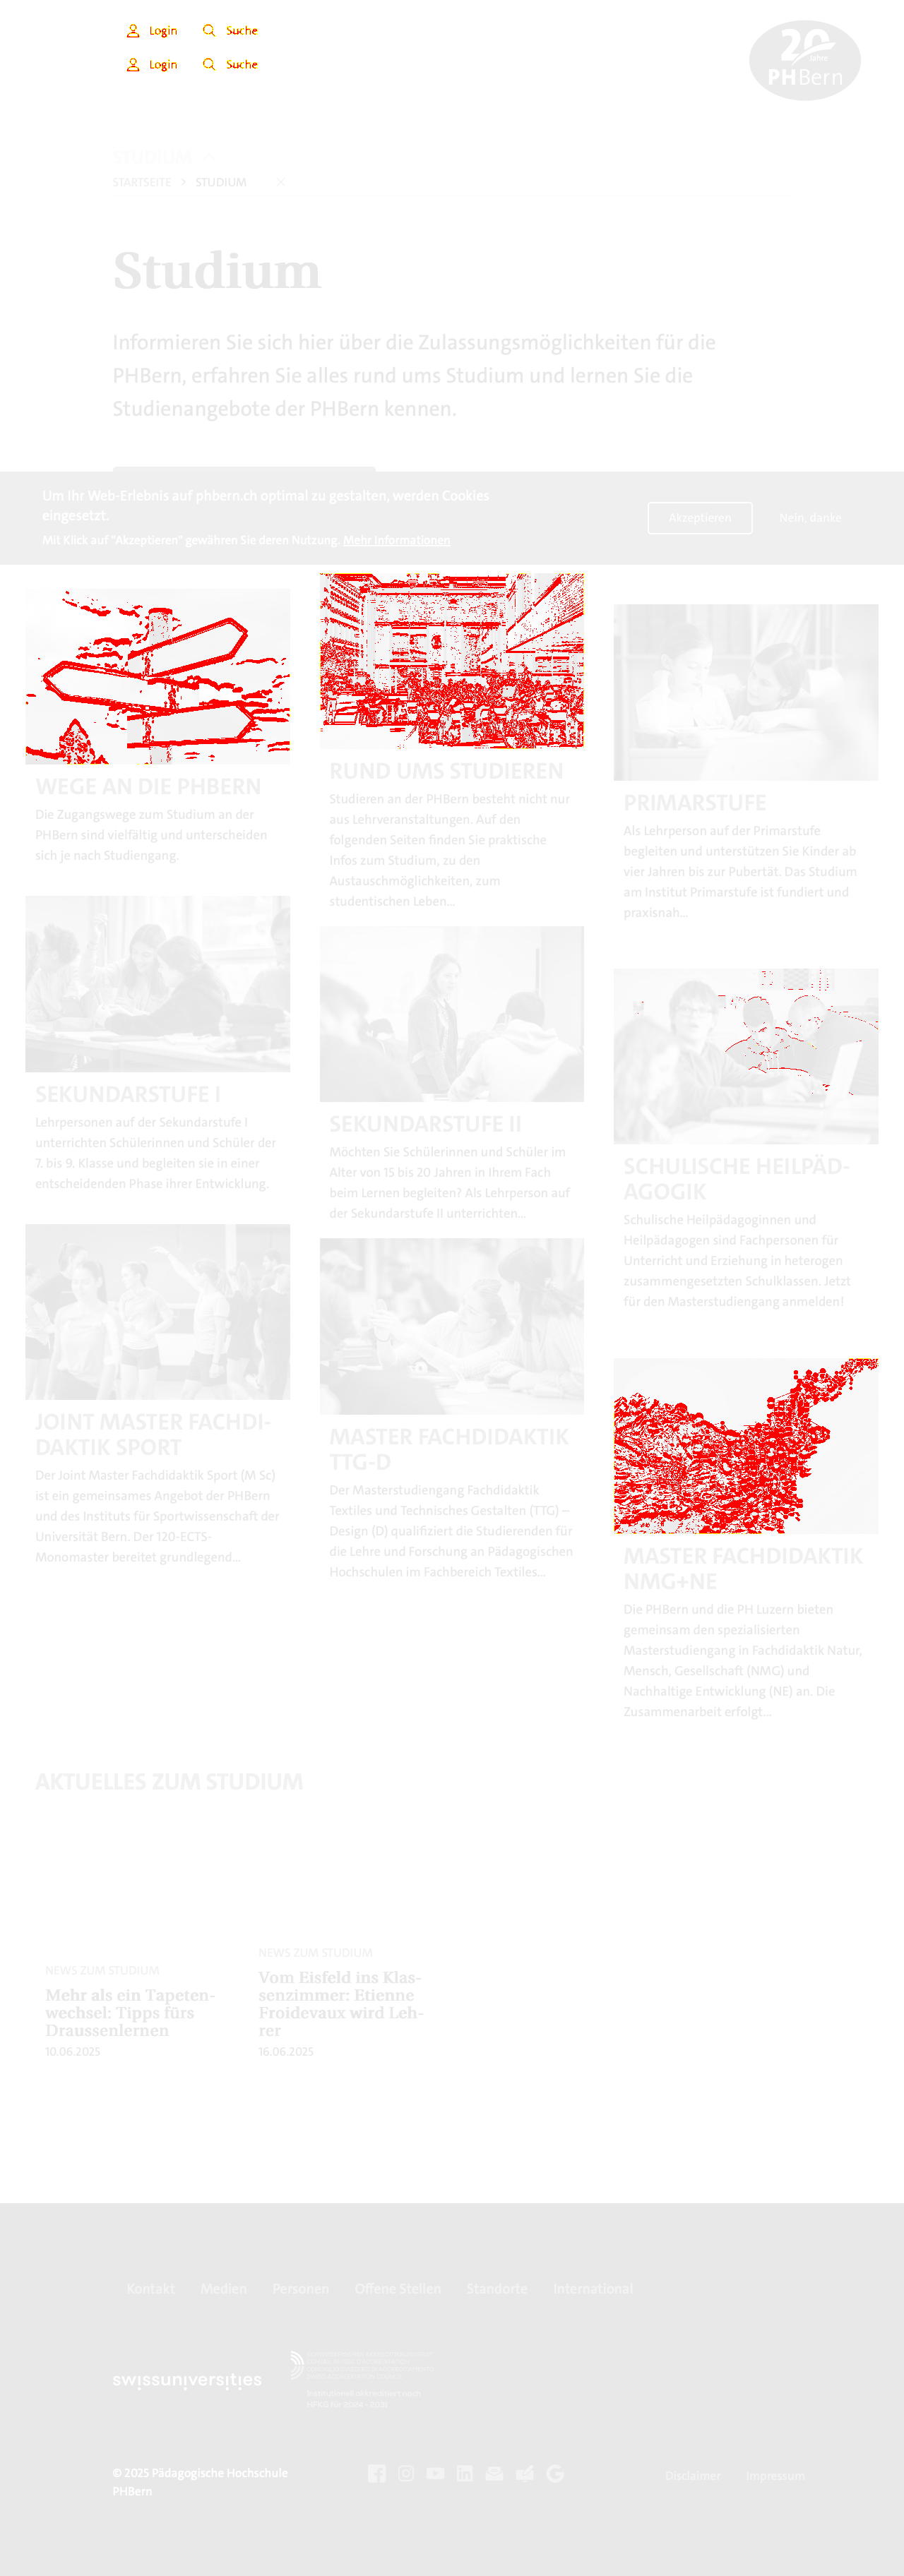 Login Suche
Login Suche
20
Jahre
PHBern
STUDIUM
STARTSEITE > STUDIUM
Studium
Informieren Sie sich hier über die Zulassungsmöglichkeiten für die
PHBern, erfahren Sie alles rund ums Studium und lernen Sie die
Studienangebote der PHBern kennen.
Um Ihr Web-Erlebnis auf phbern.ch optimal zu gestalten, werden Cookies
eingesetzt.
Mit Klick auf "Akzeptieren" gewähren Sie deren Nutzung. Mehr Informationen
Akzeptieren
Nein, danke
WEGE AN DIE PHBERN
Die Zugangswege zum Studium an der
PHBern sind vielfältig und unterscheiden
sich je nach Studiengang.
RUND UMS STUDIEREN
Studieren an der PHBern besteht nicht nur
aus Lehrveranstaltungen. Auf den
folgenden Seiten finden Sie praktische
Infos zum Studium, zu den
Austauschmöglichkeiten, zum
studentischen Leben...
PRIMARSTUFE
Als Lehrperson auf der Primarstufe
begleiten und unterstützen Sie Kinder ab
vier Jahren bis zur Pubertät. Das Studium
am Institut Primarstufe ist fundiert und
praxisnah...
SEKUNDARSTUFE I
Lehrpersonen auf der Sekundarstufe I
unterrichten Schülerinnen und Schüler der
7. bis 9. Klasse und begleiten sie in einer
entscheidenden Phase ihrer Entwicklung.
SEKUNDARSTUFE II
Möchten Sie Schülerinnen und Schüler im
Alter von 15 bis 20 Jahren in Ihrem Fach
beim Lernen begleiten? Als Lehrperson auf
der Sekundarstufe II unterrichten...
SCHULISCHE HEILPÄD-
AGOGIK
Schulische Heilpädagoginnen und
Heilpädagogen sind Fachpersonen für
Unterricht und Erziehung in heterogen
zusammengesetzten Schulklassen. Jetzt
für den Masterstudiengang anmelden!
JOINT MASTER FACHDI-
DAKTIK SPORT
Der Joint Master Fachdidaktik Sport (M Sc)
ist ein gemeinsames Angebot der PHBern
und des Instituts für Sportwissenschaft der
Universität Bern. Der 120-ECTS-
Monomaster bereitet grundlegend...
MASTER FACHDIDAKTIK
TTG-D
Der Masterstudiengang Fachdidaktik
Textiles und Technisches Gestalten (TTG) –
Design (D) qualifiziert die Studierenden für
die Lehre und Forschung an Pädagogischen
Hochschulen im Fachbereich Textiles...
MASTER FACHDIDAKTIK
NMG+NE
Die PHBern und die PH Luzern bieten
gemeinsam den spezialisierten
Masterstudiengang in Fachdidaktik Natur,
Mensch, Gesellschaft (NMG) und
Nachhaltige Entwicklung (NE) an. Die
Zusammenarbeit erfolgt...
AKTUELLES ZUM STUDIUM
NEWS ZUM STUDIUM
Mehr als ein Tapeten-
wechsel: Tipps fürs
Draussenlernen
10.06.2025
NEWS ZUM STUDIUM
Vom Eisfeld ins Klas-
senzimmer: Etienne
Froidevaux wird Leh-
rer
16.06.2025
Kontakt Medien Personen Offene Stellen Standorte International
swissuniversities
© 2025 Pädagogische Hochschule
PHBern
Disclaimer Impressum